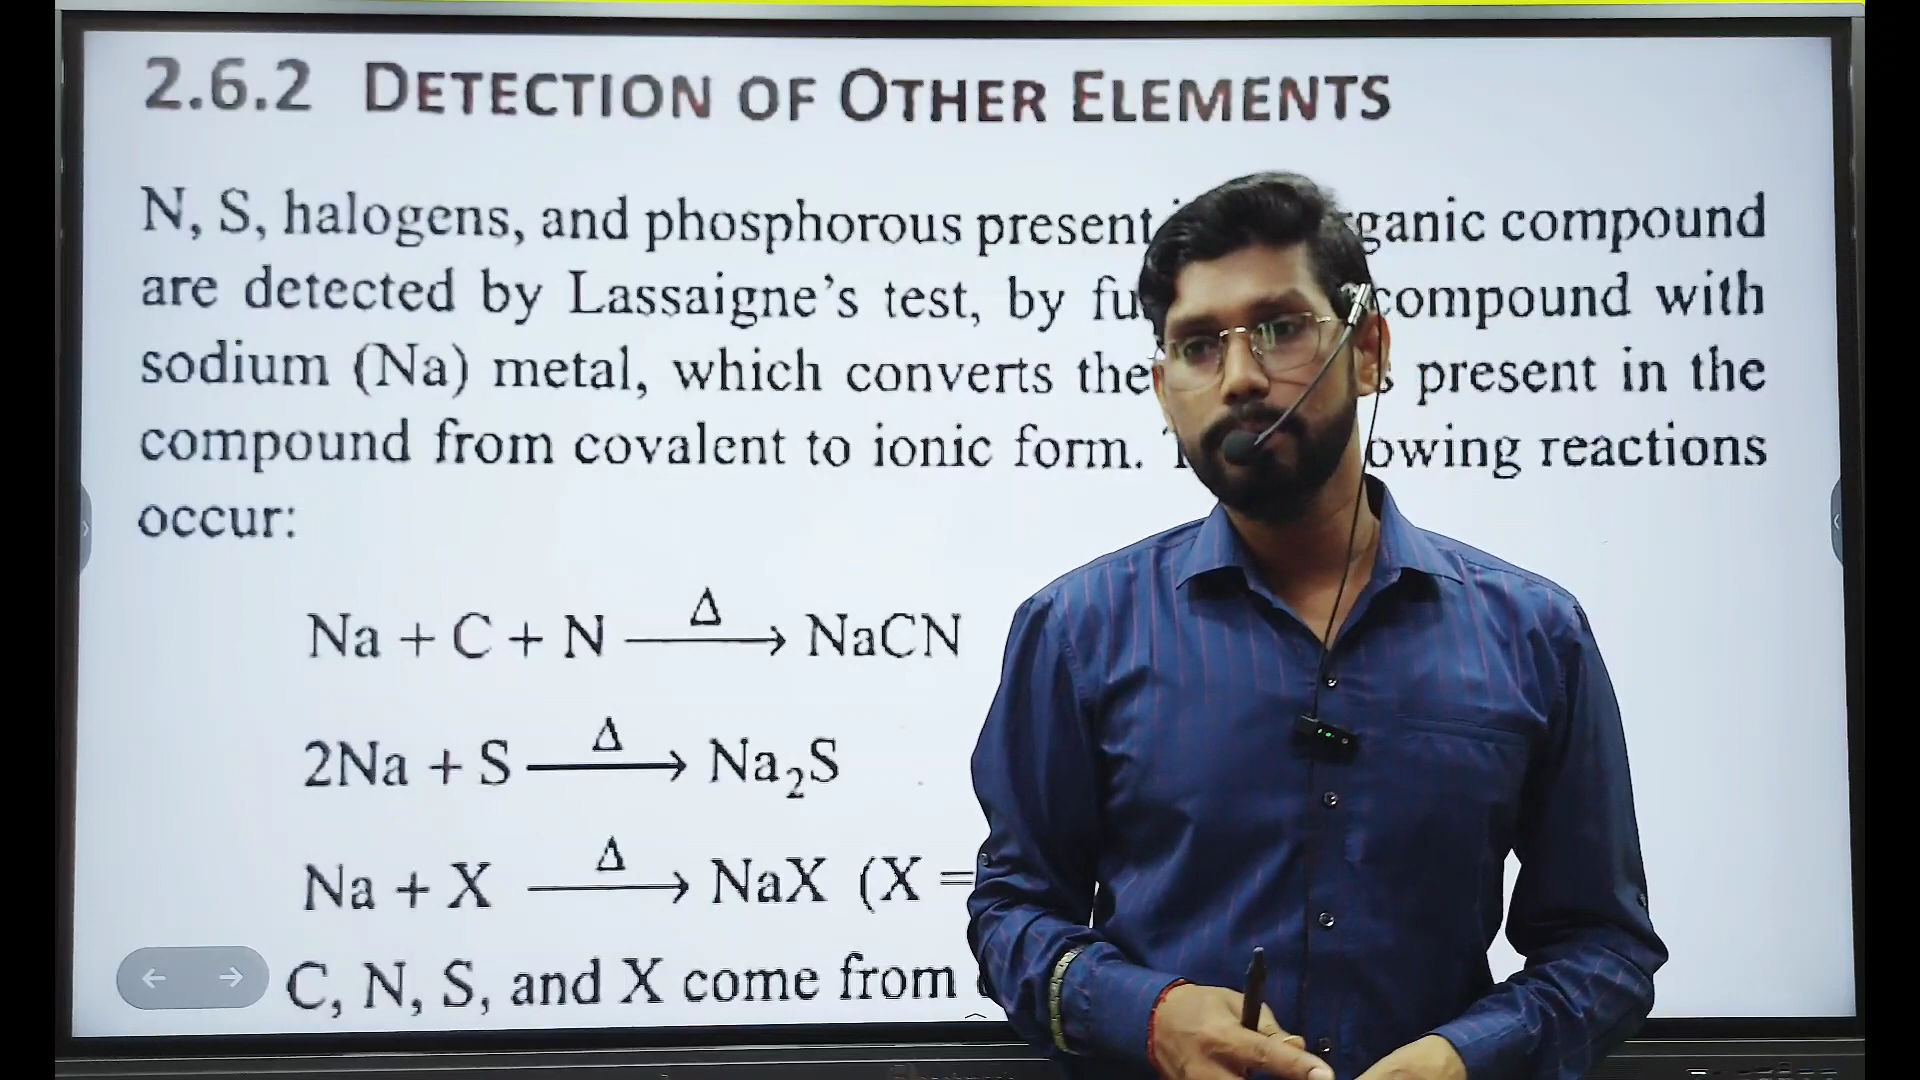 2.6.2 DETECTION OF OTHER ELEMENTS
N, S, halogens, and phosphorous present compound
are detected by Lassaigne's test, by compound with
sodium (Na) metal, which converts the present in the
compound from covalent to ionic form. reactions
occur:
Na + C + N —Δ→ NaCN
2Na + S —Δ→ Na₂S
Na + X —Δ→ NaX (X =
C, N, S, and X come from